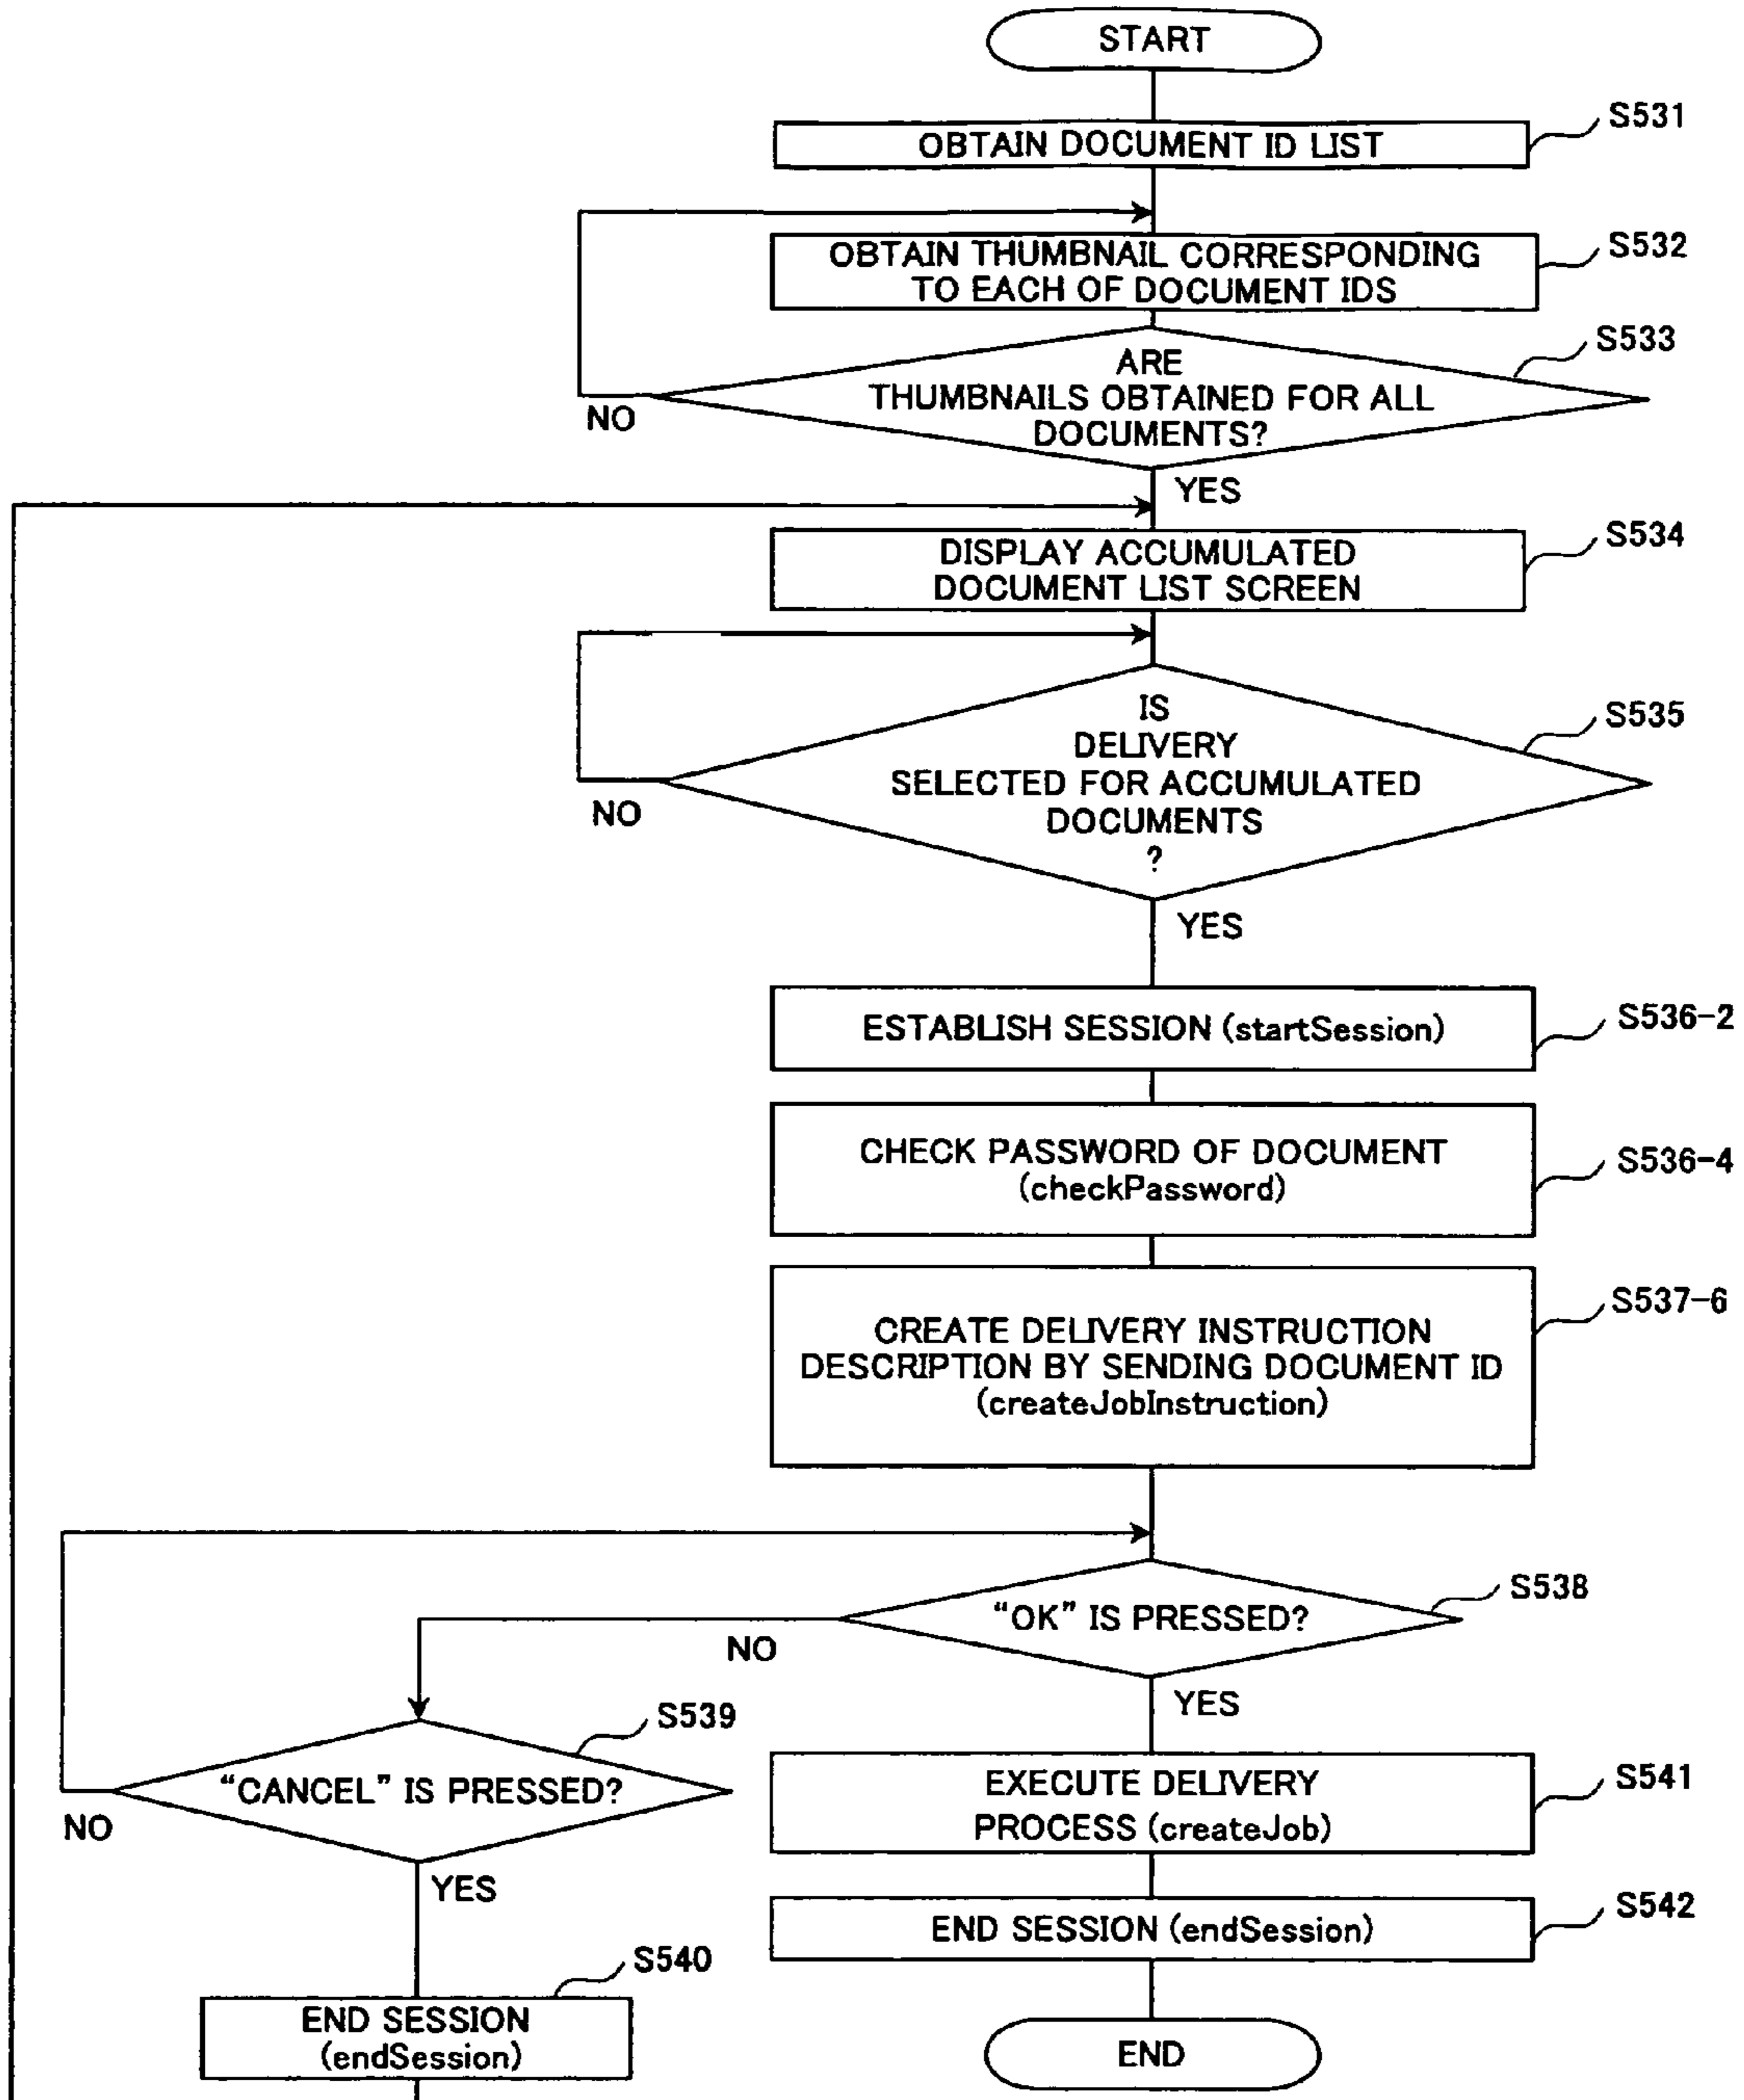 START
OBTAIN DOCUMENT ID LIST
S531
OBTAIN THUMBNAIL CORRESPONDING
TO EACH OF DOCUMENT IDS
S532
ARE
THUMBNAILS OBTAINED FOR ALL
DOCUMENTS?
S533
NO
YES
DISPLAY ACCUMULATED
DOCUMENT LIST SCREEN
S534
IS
DELIVERY
SELECTED FOR ACCUMULATED
DOCUMENTS
?
S535
NO
YES
ESTABLISH SESSION (startSession)
S536-2
CHECK PASSWORD OF DOCUMENT
(checkPassword)
S536-4
CREATE DELIVERY INSTRUCTION
DESCRIPTION BY SENDING DOCUMENT ID
(createJobInstruction)
S537-6
“OK” IS PRESSED?
S538
NO
YES
“CANCEL” IS PRESSED?
S539
NO
YES
EXECUTE DELIVERY
PROCESS (createJob)
S541
END SESSION (endSession)
S542
END SESSION
(endSession)
S540
END